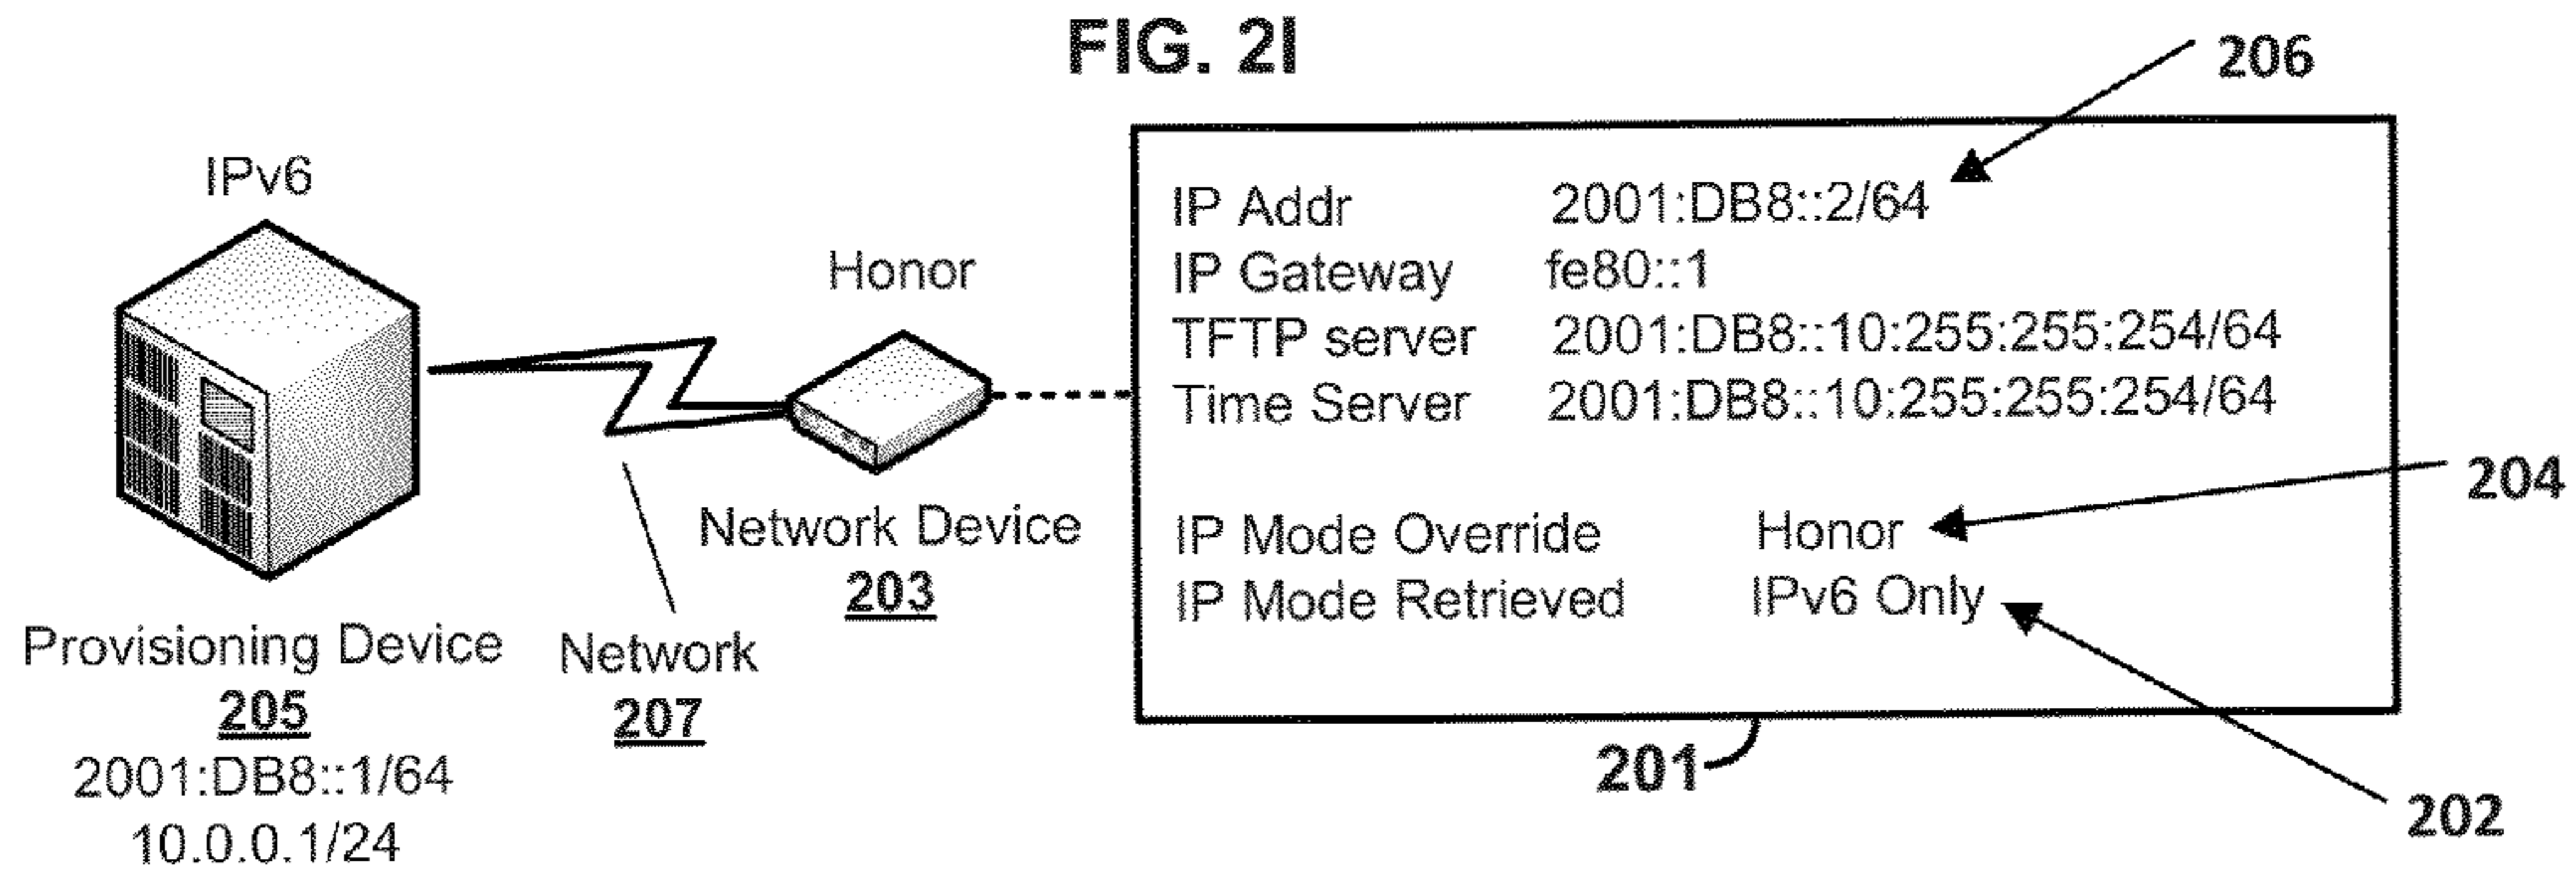 FIG. 2I
206
IPv6
Honor
IP Addr 2001:DB8::2/64
IP Gateway fe80::1
TFTP server 2001:DB8::10:255:255:254/64
Time Server 2001:DB8::10:255:255:254/64
IP Mode Override Honor
IP Mode Retrieved IPv6 Only
204
202
201
Network Device
203
Network
207
Provisioning Device
205
2001:DB8::1/64
10.0.0.1/24